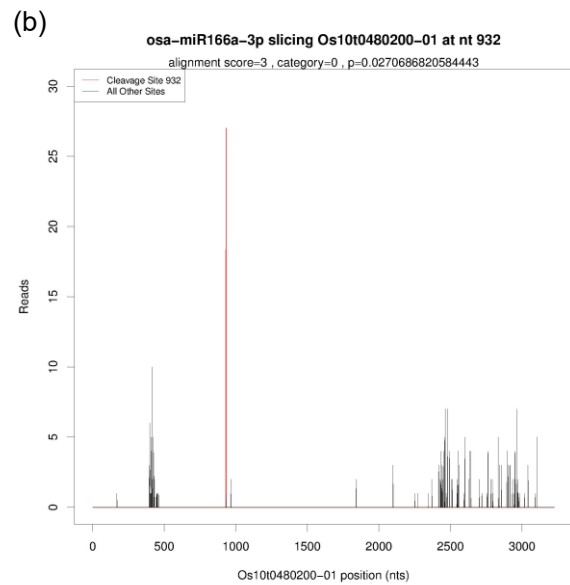 (b)
osa−miR166a−3p slicing Os10t0480200−01 at nt 932
alignment score=3 , category=0 , p=0.0270686820584443
Cleavage Site 932
All Other Sites
30
25
20
15
10
5
0
Reads
0 500 1000 1500 2000 2500 3000
Os10t0480200−01 position (nts)